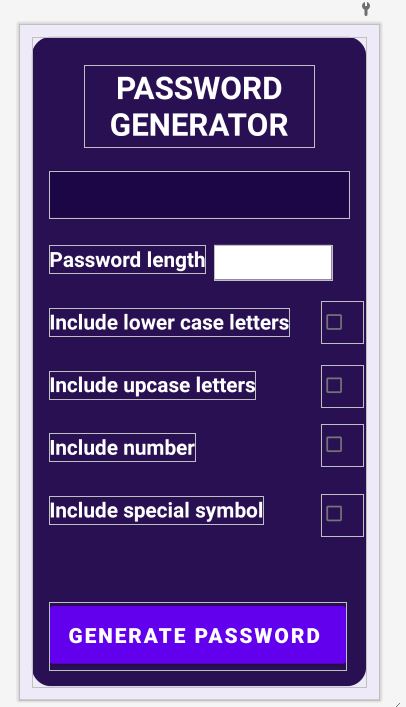 PASSWORD
GENERATOR
Password length
Include lower case letters
Include upcase letters
Include number
Include special symbol
GENERATE PASSWORD